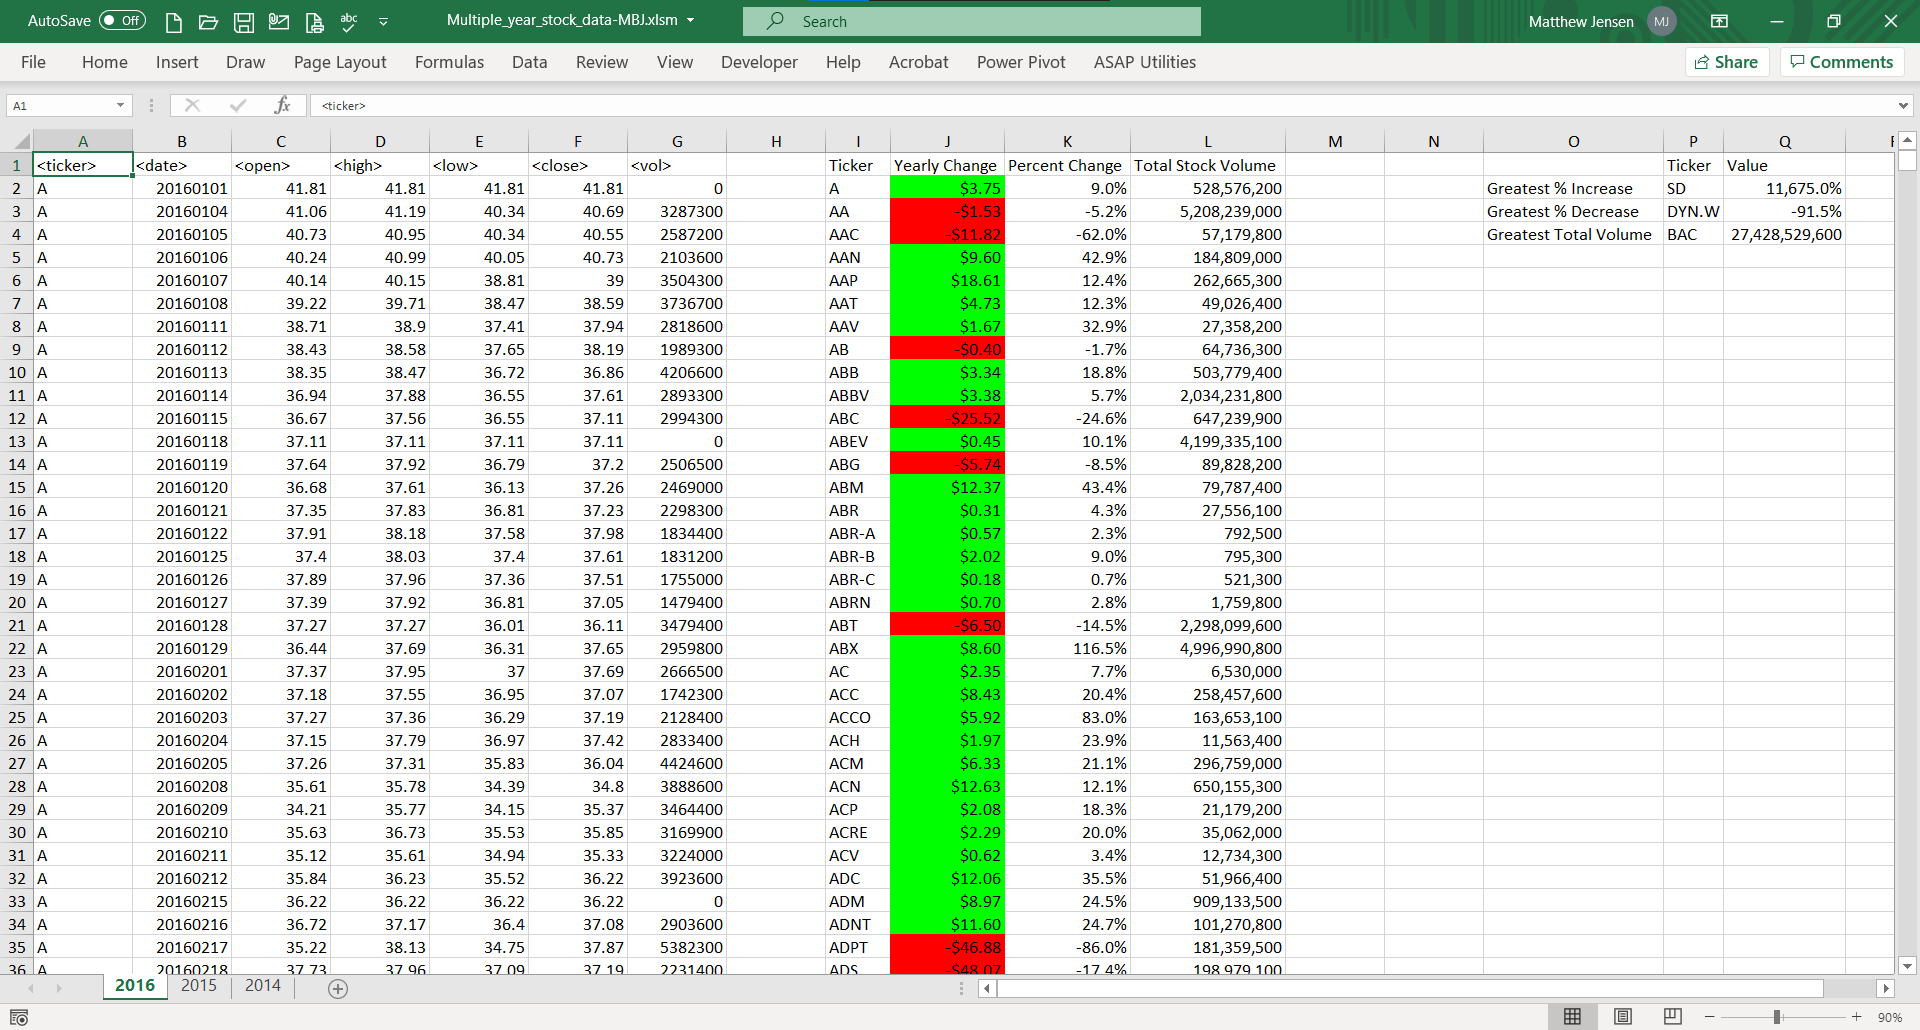 AutoSave Off abc Multiple_year_stock_data-MBJ.xlsm Search Matthew Jensen MJ
File Home Insert Draw Page Layout Formulas Data Review View Developer Help Acrobat Power Pivot ASAP Utilities Share Comments
A1 fx <ticker>
A B C D E F G H I J K L M N O P Q
1 <ticker> <date> <open> <high> <low> <close> <vol> Ticker Yearly Change Percent Change Total Stock Volume Ticker Value
2 A 20160101 41.81 41.81 41.81 41.81 0 A $3.75 9.0% 528,576,200 Greatest % Increase SD 11,675.0%
3 A 20160104 41.06 41.19 40.34 40.69 3287300 AA -$1.53 -5.2% 5,208,239,000 Greatest % Decrease DYN.W -91.5%
4 A 20160105 40.73 40.95 40.34 40.55 2587200 AAC -$11.82 -62.0% 57,179,800 Greatest Total Volume BAC 27,428,529,600
5 A 20160106 40.24 40.99 40.05 40.73 2103600 AAN $9.60 42.9% 184,809,000
6 A 20160107 40.14 40.15 38.81 39 3504300 AAP $18.61 12.4% 262,665,300
7 A 20160108 39.22 39.71 38.47 38.59 3736700 AAT $4.73 12.3% 49,026,400
8 A 20160111 38.71 38.9 37.41 37.94 2818600 AAV $1.67 32.9% 27,358,200
9 A 20160112 38.43 38.58 37.65 38.19 1989300 AB -$0.40 -1.7% 64,736,300
10 A 20160113 38.35 38.47 36.72 36.86 4206600 ABB $3.34 18.8% 503,779,400
11 A 20160114 36.94 37.88 36.55 37.61 2893300 ABBV $3.38 5.7% 2,034,231,800
12 A 20160115 36.67 37.56 36.55 37.11 2994300 ABC -$25.52 -24.6% 647,239,900
13 A 20160118 37.11 37.11 37.11 37.11 0 ABEV $0.45 10.1% 4,199,335,100
14 A 20160119 37.64 37.92 36.79 37.2 2506500 ABG -$5.74 -8.5% 89,828,200
15 A 20160120 36.68 37.61 36.13 37.26 2469000 ABM $12.37 43.4% 79,787,400
16 A 20160121 37.35 37.83 36.81 37.23 2298300 ABR $0.31 4.3% 27,556,100
17 A 20160122 37.91 38.18 37.58 37.98 1834400 ABR-A $0.57 2.3% 792,500
18 A 20160125 37.4 38.03 37.4 37.61 1831200 ABR-B $2.02 9.0% 795,300
19 A 20160126 37.89 37.96 37.36 37.51 1755000 ABR-C $0.18 0.7% 521,300
20 A 20160127 37.39 37.92 36.81 37.05 1479400 ABRN $0.70 2.8% 1,759,800
21 A 20160128 37.27 37.27 36.01 36.11 3479400 ABT -$6.50 -14.5% 2,298,099,600
22 A 20160129 36.44 37.69 36.31 37.65 2959800 ABX $8.60 116.5% 4,996,990,800
23 A 20160201 37.37 37.95 37 37.69 2666500 AC $2.35 7.7% 6,530,000
24 A 20160202 37.18 37.55 36.95 37.07 1742300 ACC $8.43 20.4% 258,457,600
25 A 20160203 37.27 37.36 36.29 37.19 2128400 ACCO $5.92 83.0% 163,653,100
26 A 20160204 37.15 37.79 36.97 37.42 2833400 ACH $1.97 23.9% 11,563,400
27 A 20160205 37.26 37.31 35.83 36.04 4424600 ACM $6.33 21.1% 296,759,000
28 A 20160208 35.61 35.78 34.39 34.8 3888600 ACN $12.63 12.1% 650,155,300
29 A 20160209 34.21 35.77 34.15 35.37 3464400 ACP $2.08 18.3% 21,179,200
30 A 20160210 35.63 36.73 35.53 35.85 3169900 ACRE $2.29 20.0% 35,062,000
31 A 20160211 35.12 35.61 34.94 35.33 3224000 ACV $0.62 3.4% 12,734,300
32 A 20160212 35.84 36.23 35.52 36.22 3923600 ADC $12.06 35.5% 51,966,400
33 A 20160215 36.22 36.22 36.22 36.22 0 ADM $8.97 24.5% 909,133,500
34 A 20160216 36.72 37.17 36.4 37.08 2903600 ADNT $11.60 24.7% 101,270,800
35 A 20160217 35.22 38.13 34.75 37.87 5382300 ADPT -$46.88 -86.0% 181,359,500
36 A 20160218 37.73 37.96 37.09 37.19 2231400 ADS -$48.07 -17.4% 198,979,100
2016 2015 2014
90%